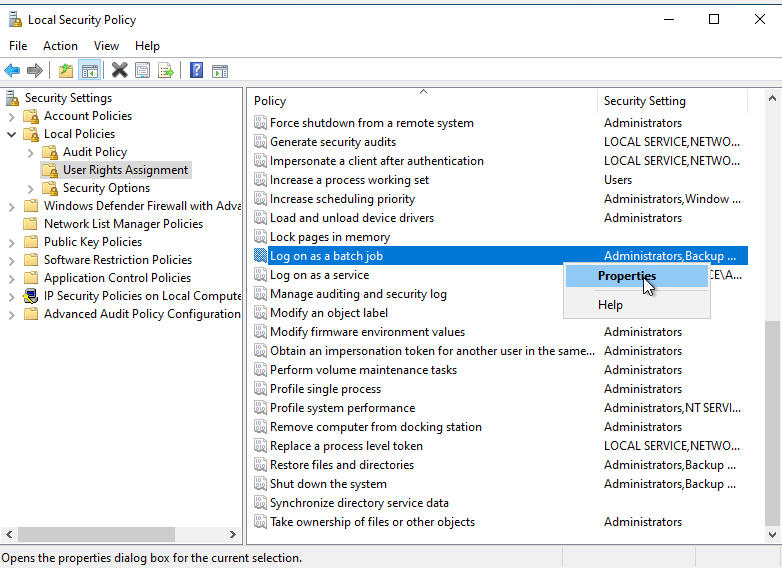 Local Security Policy
File Action View Help
Security Settings
Account Policies
Local Policies
Audit Policy
User Rights Assignment
Security Options
Windows Defender Firewall with Adva
Network List Manager Policies
Public Key Policies
Software Restriction Policies
Application Control Policies
IP Security Policies on Local Compute
Advanced Audit Policy Configuration
Policy Security Setting
Force shutdown from a remote system Administrators
Generate security audits LOCAL SERVICE,NETWO...
Impersonate a client after authentication LOCAL SERVICE,NETWO...
Increase a process working set Users
Increase scheduling priority Administrators,Window ...
Load and unload device drivers Administrators
Lock pages in memory
Log on as a batch job Administrators,Backup ...
Log on as a service CE\A...
Manage auditing and security log
Modify an object label
Modify firmware environment values Administrators
Obtain an impersonation token for another user in the same... Administrators
Perform volume maintenance tasks Administrators
Profile single process Administrators
Profile system performance Administrators,NT SERVI...
Remove computer from docking station Administrators
Replace a process level token LOCAL SERVICE,NETWO...
Restore files and directories Administrators,Backup ...
Shut down the system Administrators,Backup ...
Synchronize directory service data
Take ownership of files or other objects Administrators
Properties
Help
Opens the properties dialog box for the current selection.